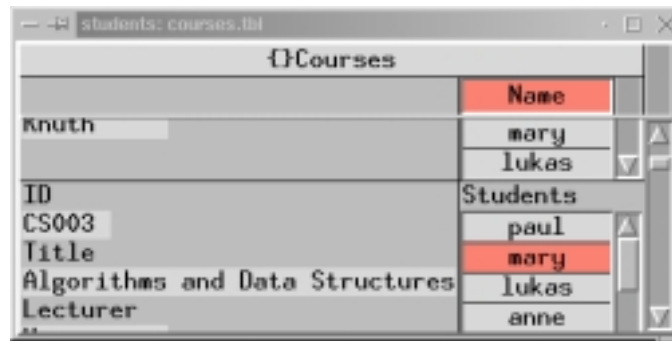 students: courses.tbl
{}Courses
Name
Knuth
mary
lukas
ID
Students
CS003
paul
Title
mary
Algorithms and Data Structures
lukas
Lecturer
anne